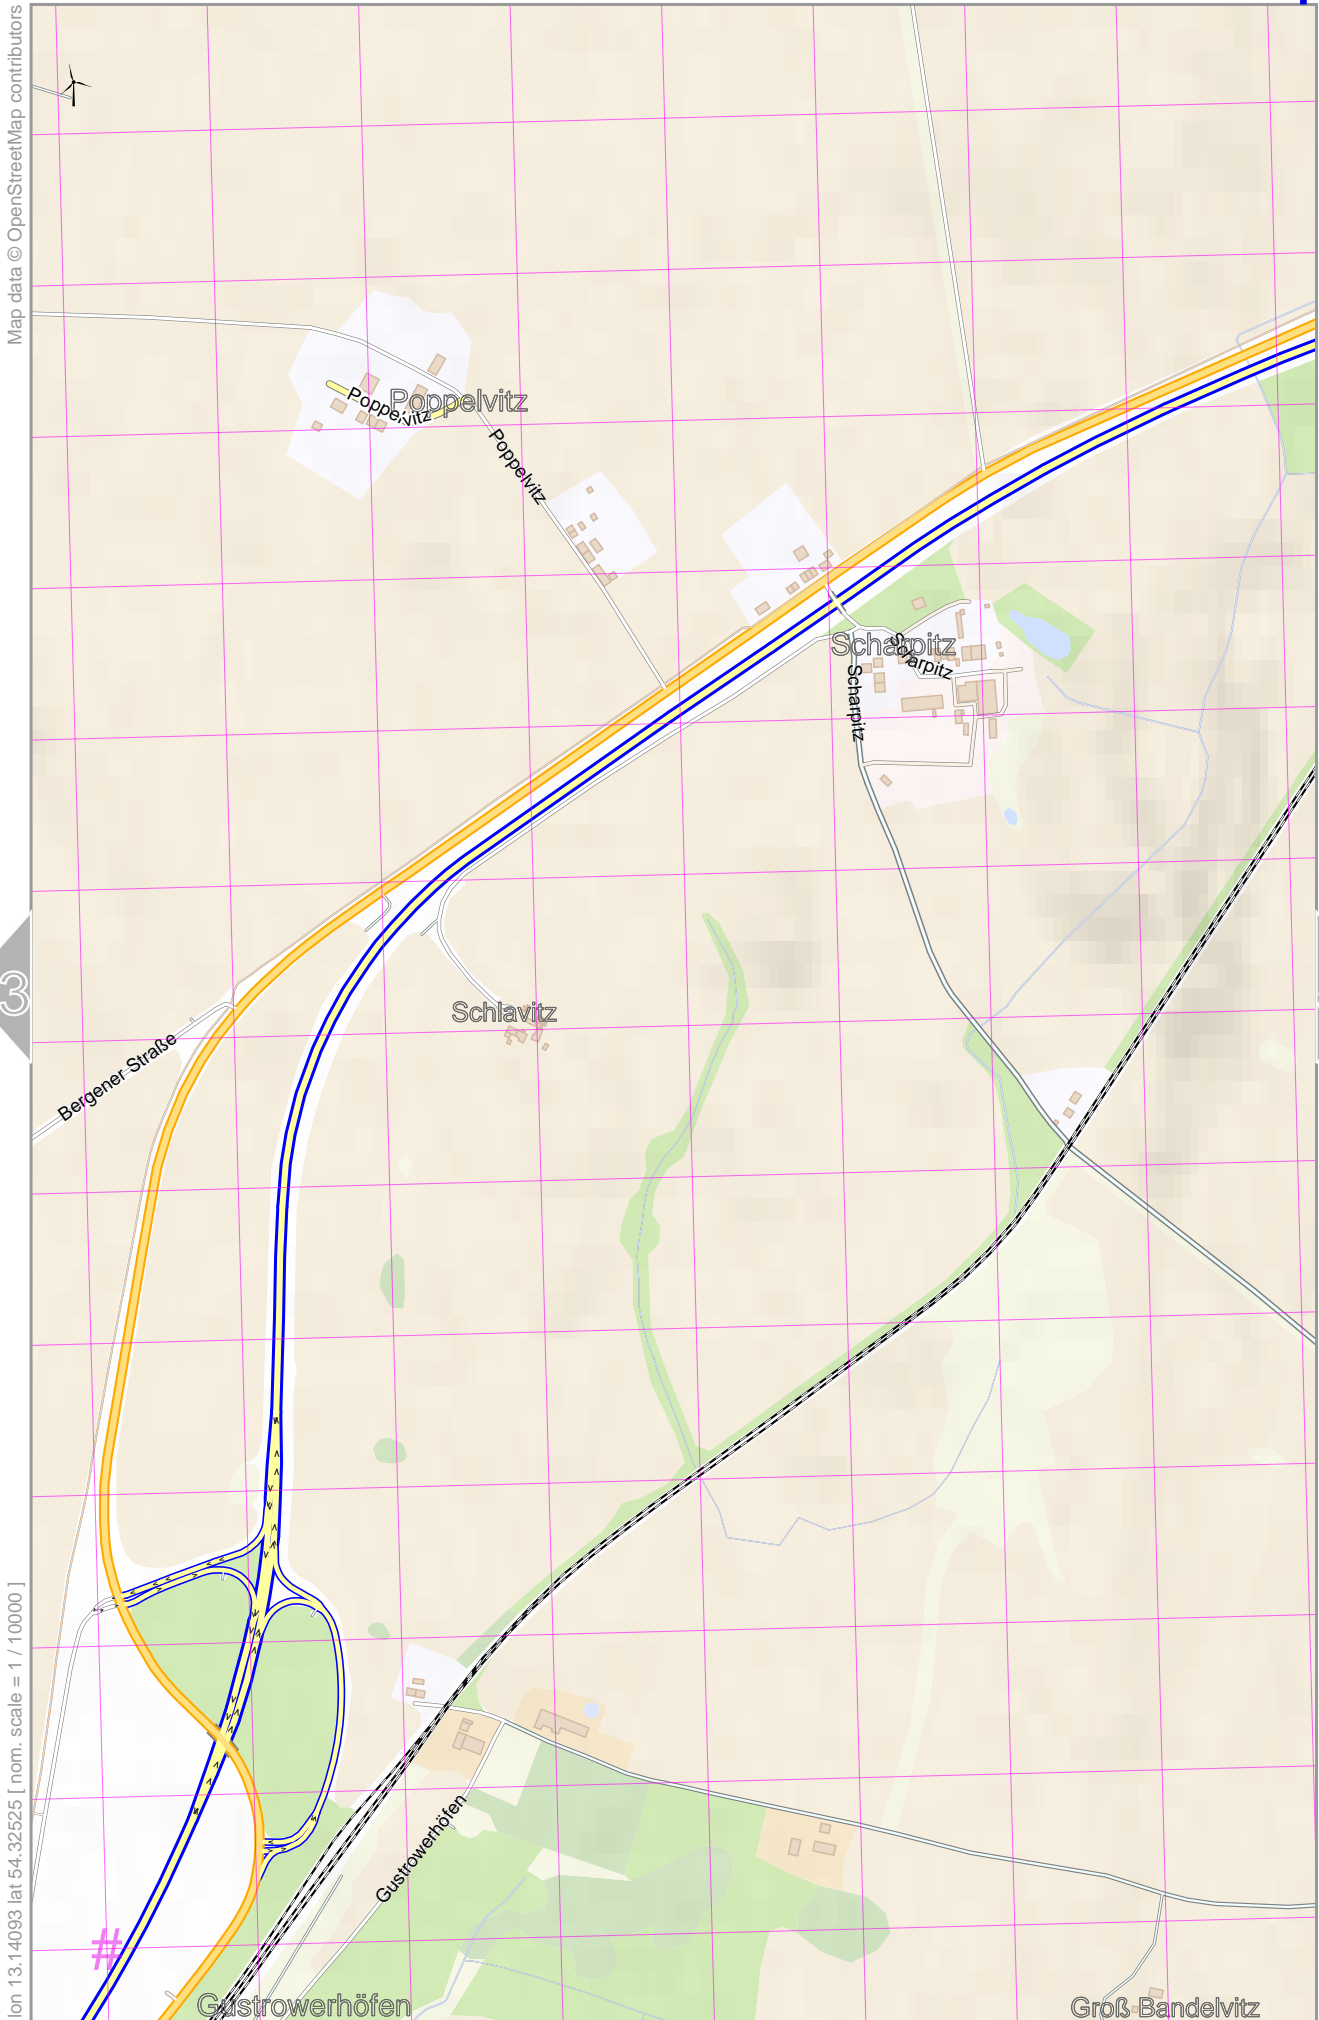 Map data © OpenStreetMap contributors
Poppelvitz
Poppelvitz
Poppelvitz
Scharpitz
Scharpitz
Scharpitz
3
Schlavitz
Bergener Straße
lon 13.14093 lat 54.32525 [ nom. scale = 1 / 10000 ]
Gustrowerhöfen
#
Gustrowerhöfen
Groß Bandelvitz